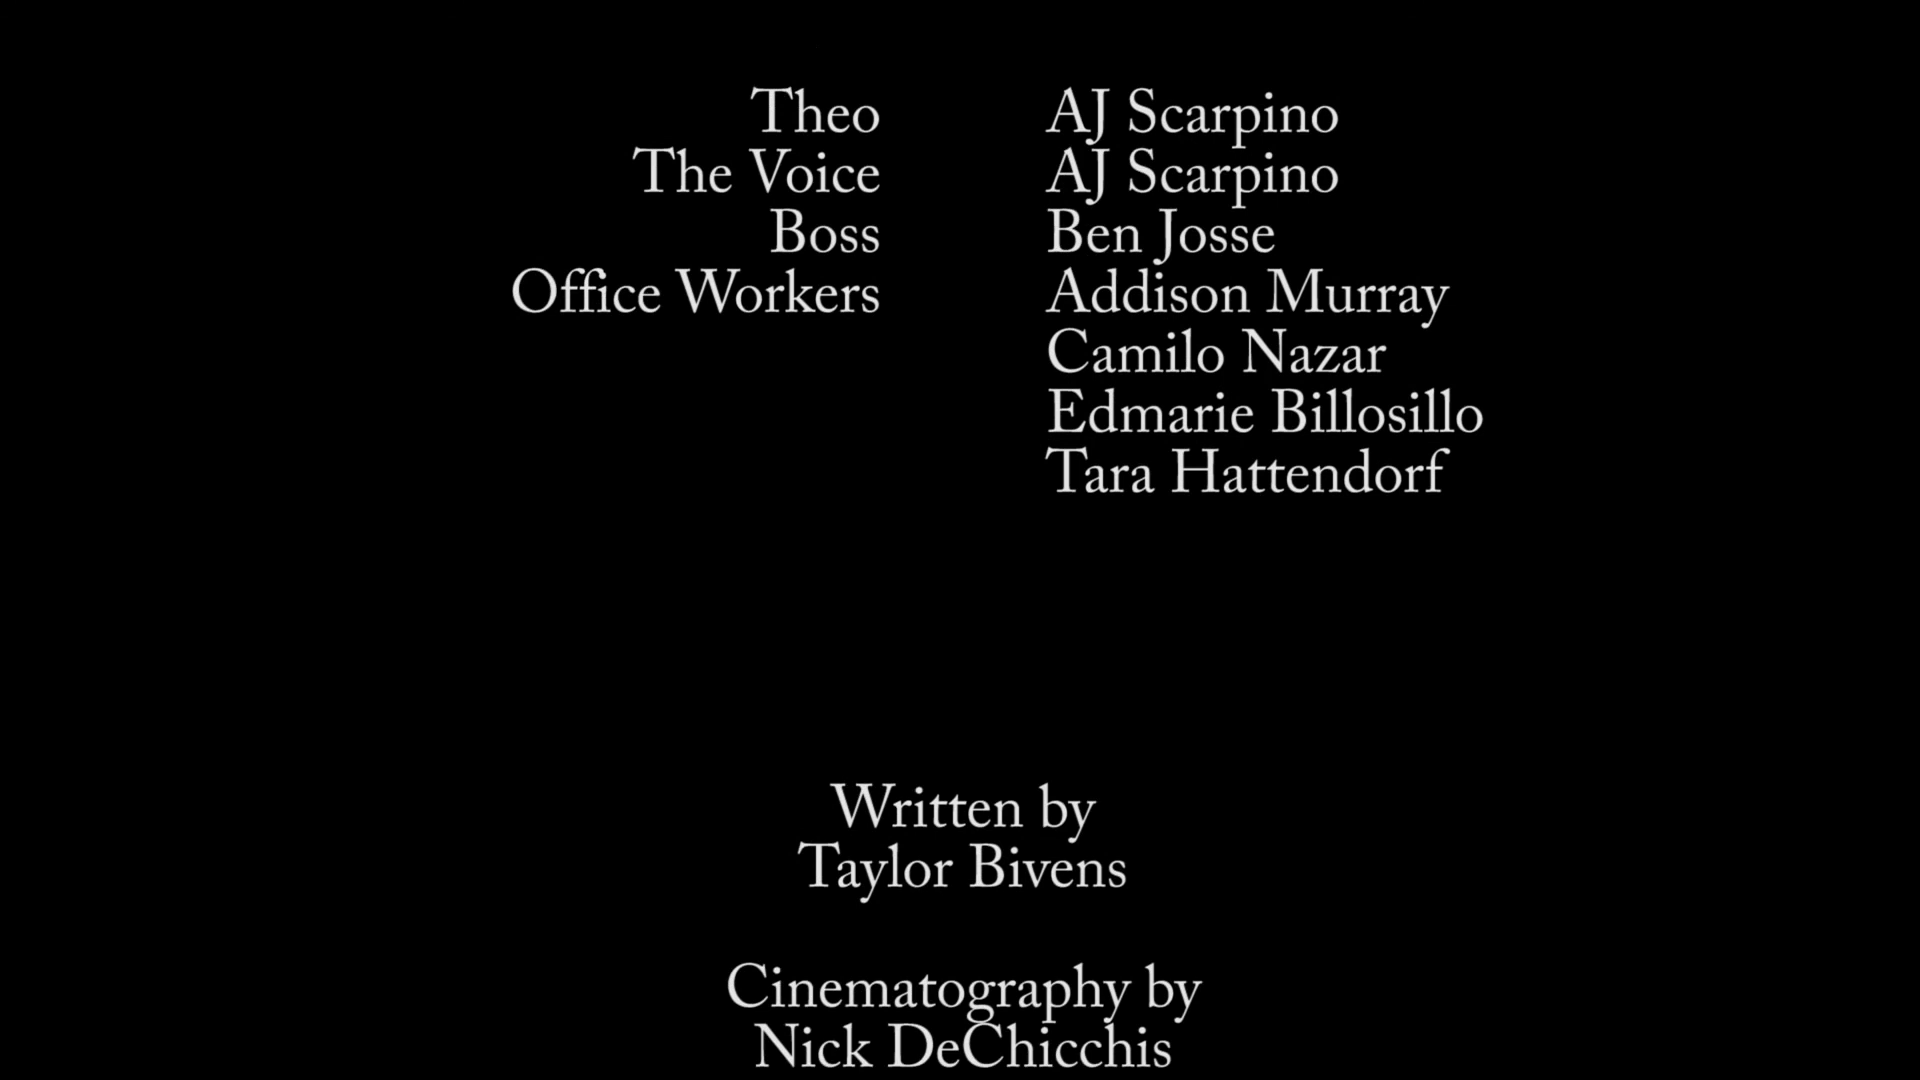 Theo AJ Scarpino
The Voice AJ Scarpino
Boss Ben Josse
Office Workers Addison Murray
Camilo Nazar
Edmarie Billosillo
Tara Hattendorf
Written by
Taylor Bivens
Cinematography by
Nick DeChicchis